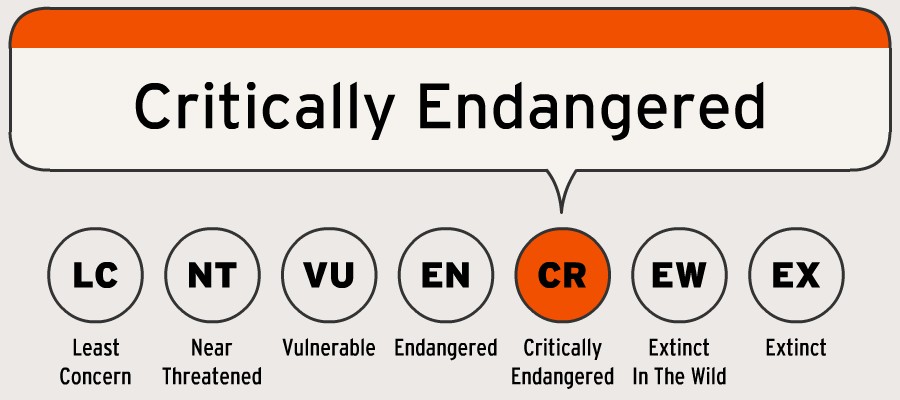 Critically Endangered
LC NT VU EN CR EW EX
Least Near Vulnerable Endangered Critically Extinct Extinct
Concern Threatened Endangered In The Wild